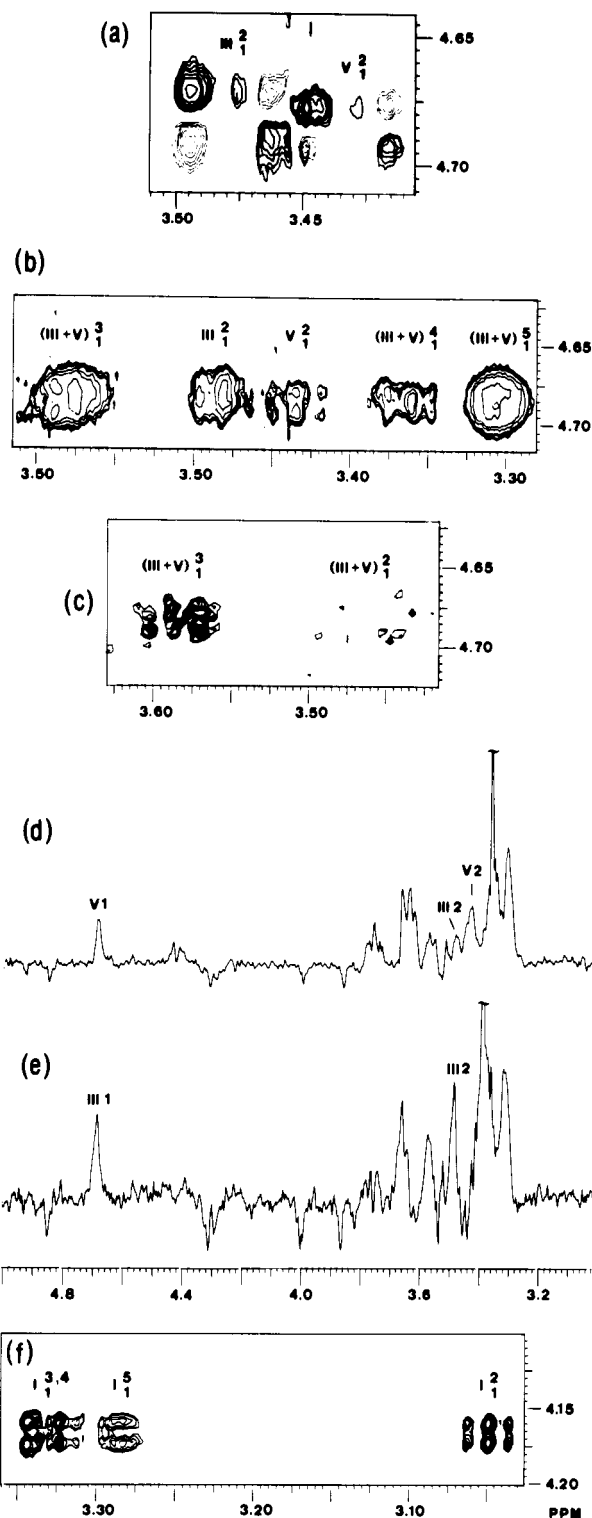 (a)
III 2 1
V 2 1
4.65
4.70
3.50
3.45
(b)
(III+V) 3 1
III 2 1
V 2 1
(III+V) 4 1
(III+V) 5 1
4.65
4.70
3.60
3.50
3.40
3.30
(c)
(III+V) 3 1
(III+V) 2 1
4.65
4.70
3.60
3.50
(d)
V1
III 2
V2
(e)
III 1
III 2
4.8
4.4
4.0
3.6
3.2
(f)
I 3,4 1
I 5 1
I 2 1
4.15
4.20
3.30
3.20
3.10
PPM